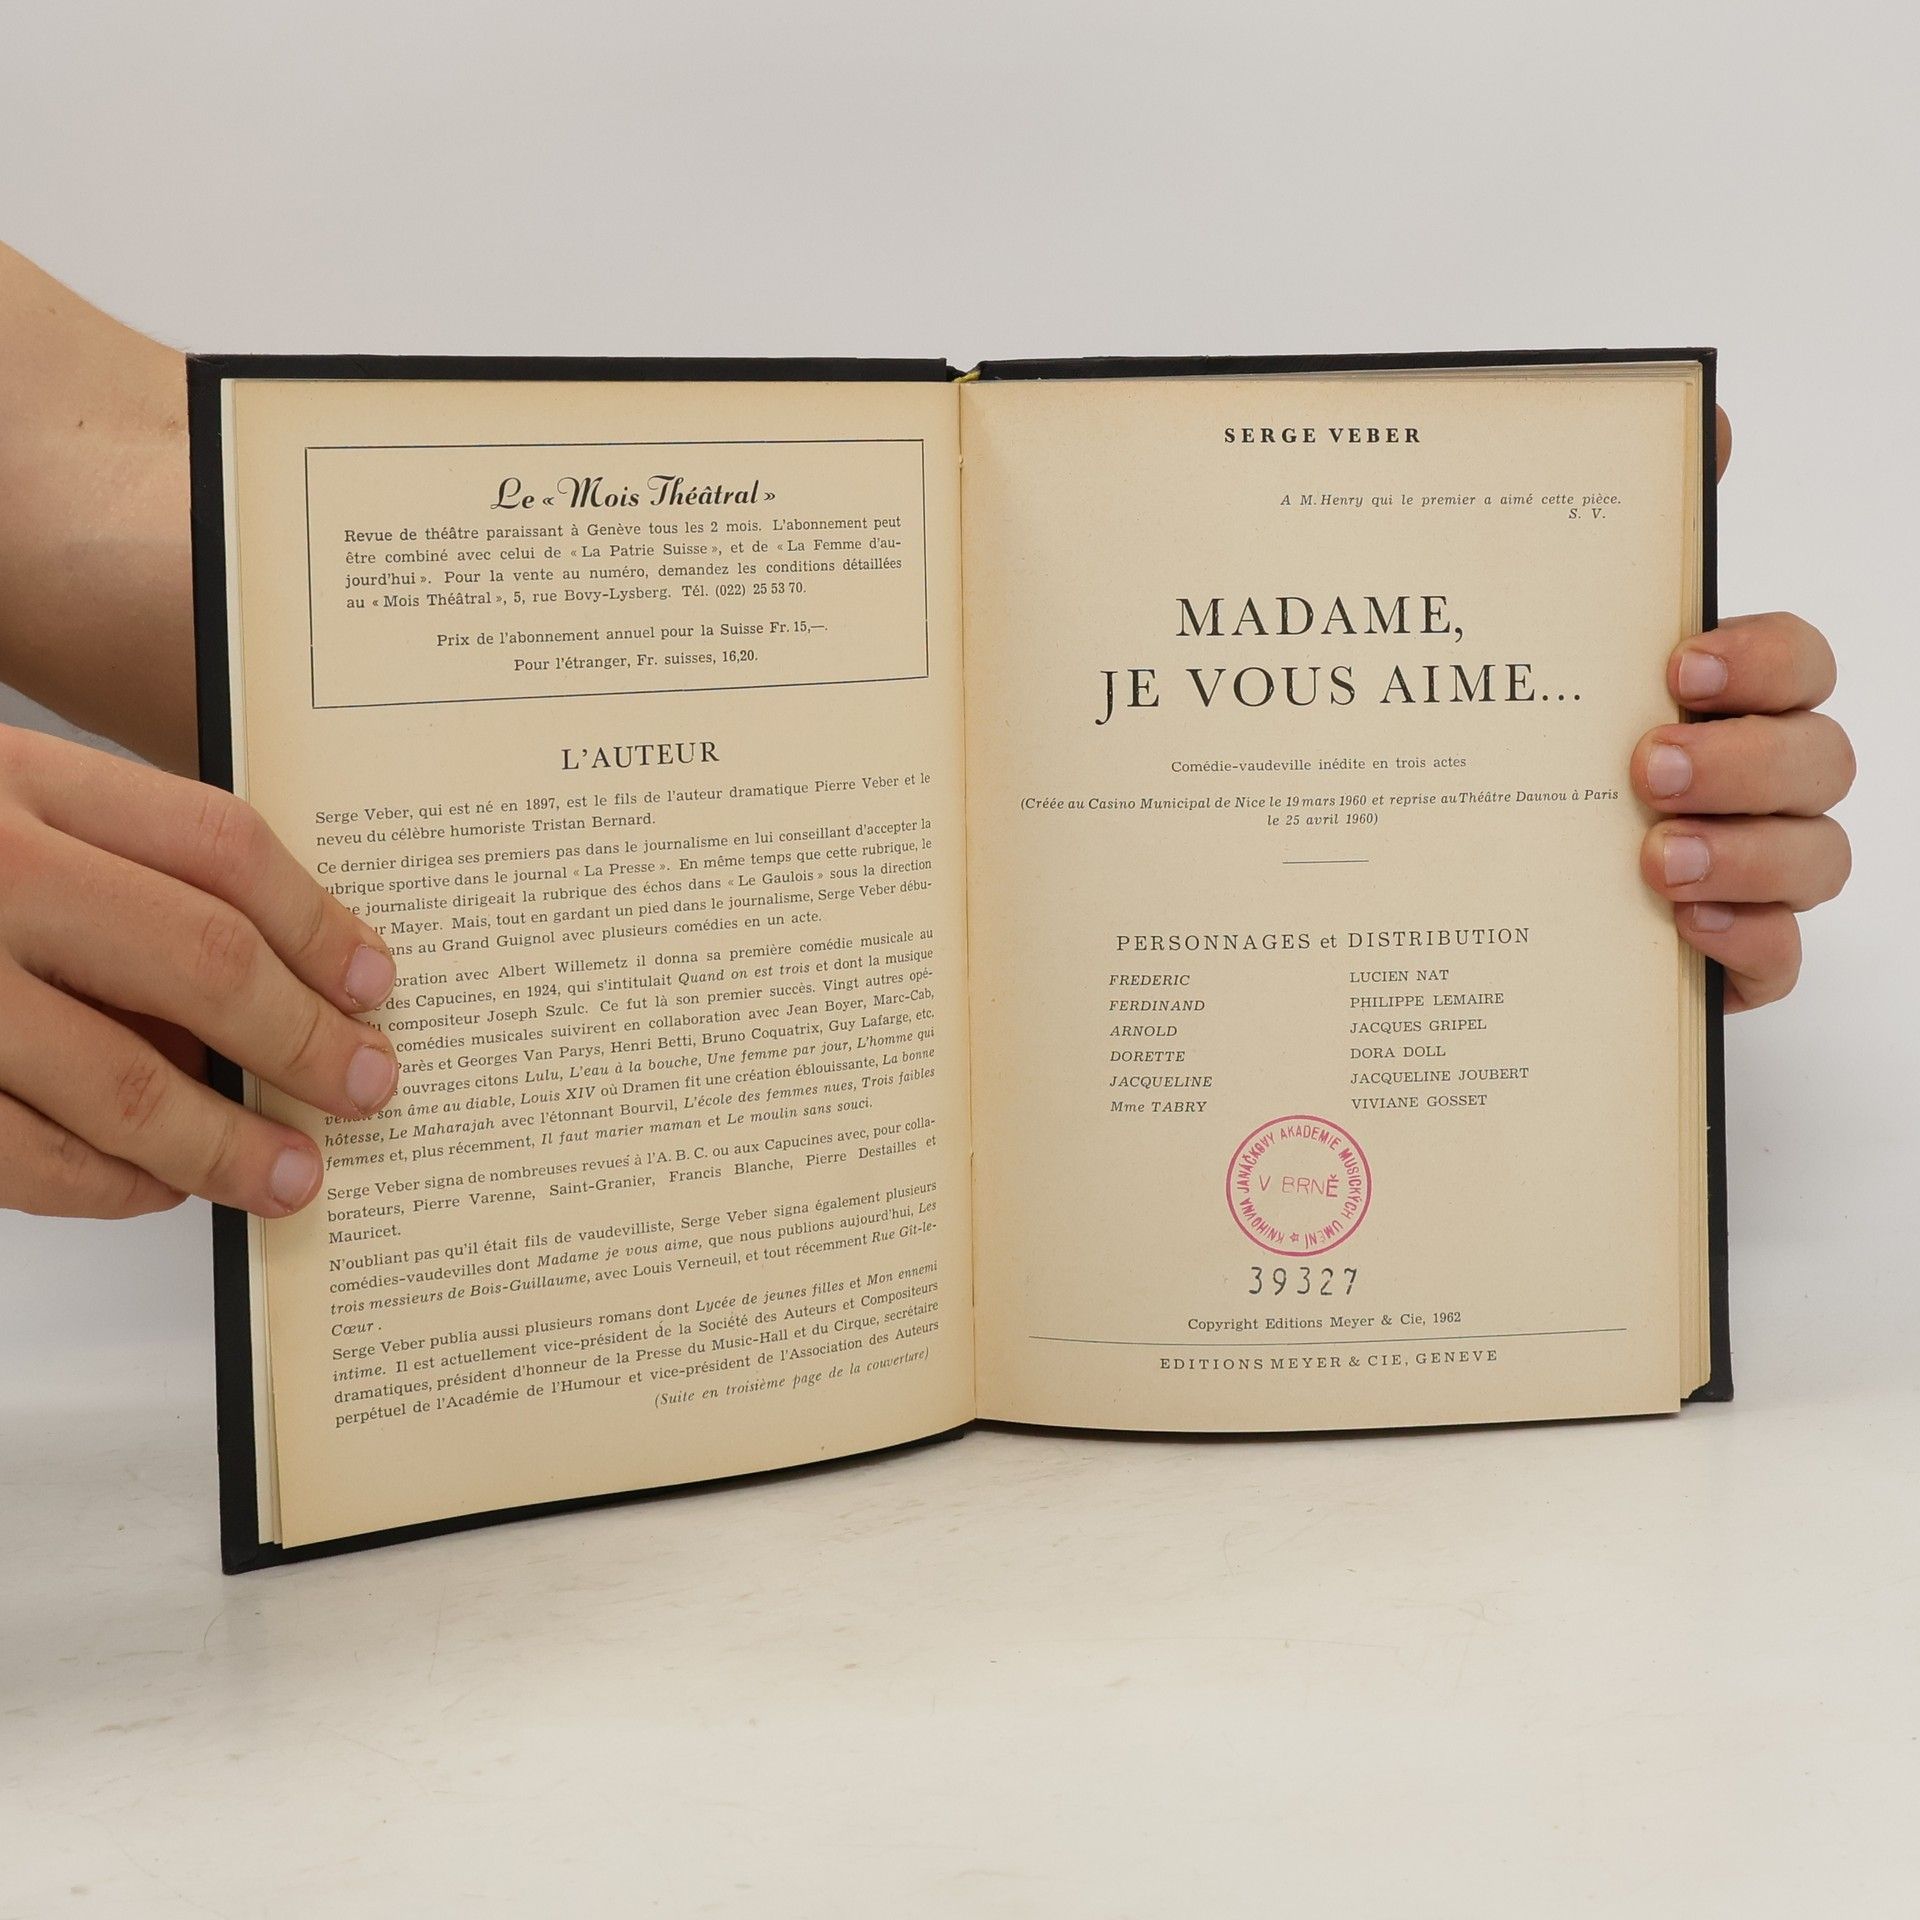 Le « Mois Théâtral »
Revue de théâtre paraissant à Genève tous les 2 mois. L'abonnement peut
être combiné avec celui de « La Patrie Suisse », et de « La Femme d'au-
jourd'hui ». Pour la vente au numéro, demandez les conditions détaillées
au « Mois Théâtral », 5, rue Bovy-Lysberg. Tél. (022) 25 53 70.
Prix de l'abonnement annuel pour la Suisse Fr. 15,—.
Pour l'étranger, Fr. suisses, 16,20.
L'AUTEUR
Serge Veber, qui est né en 1897, est le fils de l'auteur dramatique Pierre Veber et le
neveu du célèbre humoriste Tristan Bernard.
Ce dernier dirigea ses premiers pas dans le journalisme en lui conseillant d'accepter la
ubrique sportive dans le journal « La Presse ». En même temps que cette rubrique, le
e journaliste dirigeait la rubrique des échos dans « Le Gaulois » sous la direction
r Mayer. Mais, tout en gardant un pied dans le journalisme, Serge Veber débu-
ans au Grand Guignol avec plusieurs comédies en un acte.
oration avec Albert Willemetz il donna sa première comédie musicale au
des Capucines, en 1924, qui s'intitulait Quand on est trois et dont la musique
u compositeur Joseph Szulc. Ce fut là son premier succès. Vingt autres opé-
comédies musicales suivirent en collaboration avec Jean Boyer, Marc-Cab,
Parès et Georges Van Parys, Henri Betti, Bruno Coquatrix, Guy Lafarge, etc.
s ouvrages citons Lulu, L'eau à la bouche, Une femme par jour, L'homme qui
son âme au diable, Louis XIV où Dramen fit une création éblouissante, La bonne
hôtesse, Le Maharajah avec l'étonnant Bourvil, L'école des femmes nues, Trois faibles
femmes et, plus récemment, Il faut marier maman et Le moulin sans souci.
Serge Veber signa de nombreuses revues à l'A. B. C. ou aux Capucines avec, pour colla-
borateurs, Pierre Varenne, Saint-Granier, Francis Blanche, Pierre Destailles et
Mauricet.
N'oubliant pas qu'il était fils de vaudevilliste, Serge Veber signa également plusieurs
comédies-vaudevilles dont Madame je vous aime, que nous publions aujourd'hui, Les
trois messieurs de Bois-Guillaume, avec Louis Verneuil, et tout récemment Rue Gît-le-
Cœur.
Serge Veber publia aussi plusieurs romans dont Lycée de jeunes filles et Mon ennemi
intime. Il est actuellement vice-président de la Société des Auteurs et Compositeurs
dramatiques, président d'honneur de la Presse du Music-Hall et du Cirque, secrétaire
perpétuel de l'Académie de l'Humour et vice-président de l'Association des Auteurs
(Suite en troisième page de la couverture)
SERGE VEBER
A M. Henry qui le premier a aimé cette pièce.
S. V.
MADAME,
JE VOUS AIME...
Comédie-vaudeville inédite en trois actes
(Créée au Casino Municipal de Nice le 19 mars 1960 et reprise au Théâtre Daunou à Paris
le 25 avril 1960)
PERSONNAGES et DISTRIBUTION
FREDERIC LUCIEN NAT
FERDINAND PHILIPPE LEMAIRE
ARNOLD JACQUES GRIPEL
DORETTE DORA DOLL
JACQUELINE JACQUELINE JOUBERT
Mme TABRY VIVIANE GOSSET
KNIHOVNA JANÁČKOVY AKADEMIE MUSICKÝCH UMĚNÍ
V BRNĚ
39327
Copyright Editions Meyer & Cie, 1962
EDITIONS MEYER & CIE, GENEVE